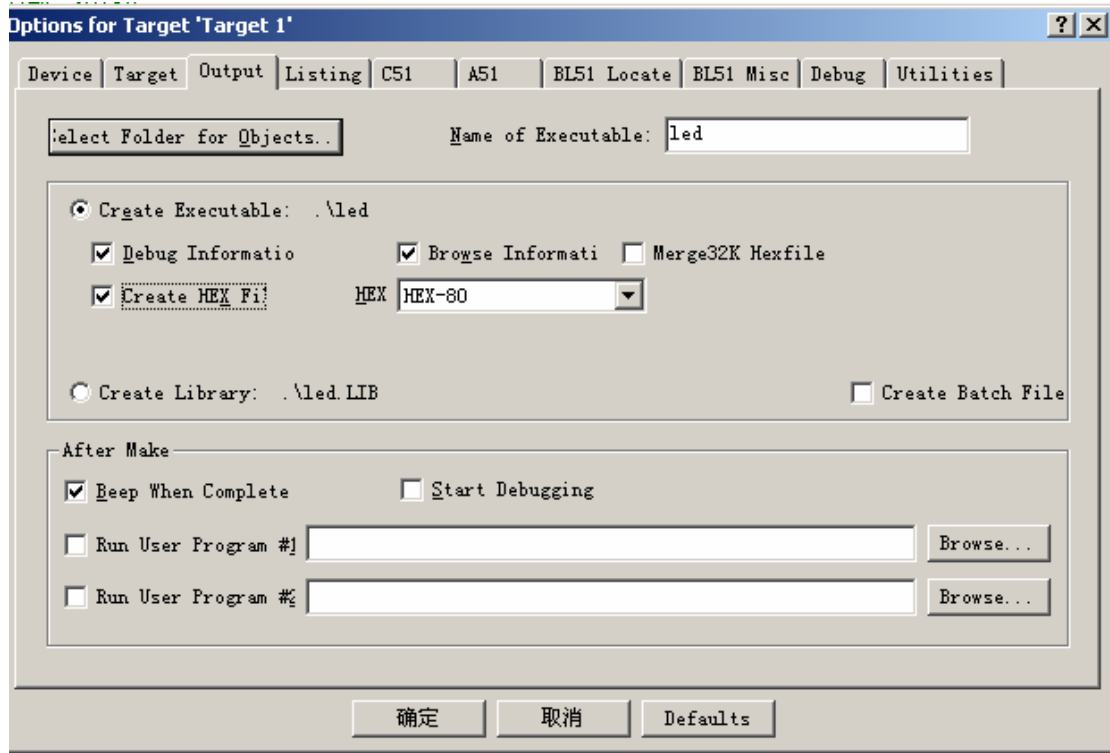 Options for Target 'Target 1'
Device Target Output Listing C51 A51 BL51 Locate BL51 Misc Debug Utilities
elect Folder for Objects.. Name of Executable: led
Create Executable: .\led
Debug Informatio Browse Informati Merge32K Hexfile
Create HEX Fi HEX HEX-80
Create Library: .\led.LIB Create Batch File
After Make
Beep When Complete Start Debugging
Run User Program #1 Browse...
Run User Program #2 Browse...
确定 取消 Defaults